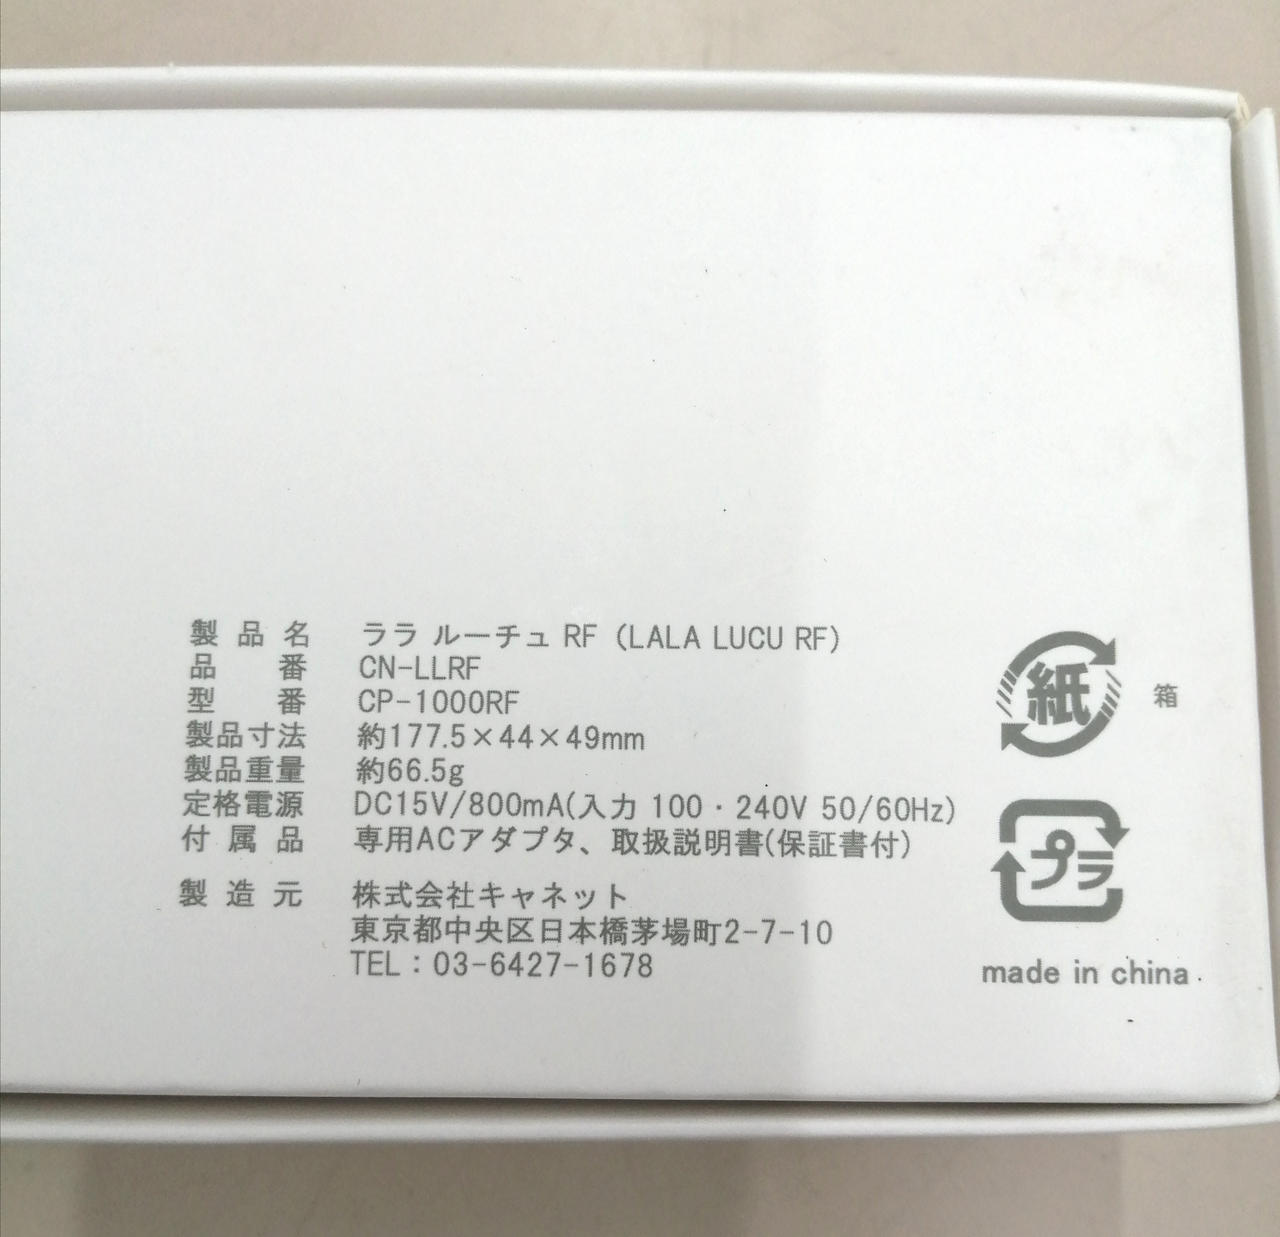 製品名 ララ ルーチュ RF (LALA LUCU RF)
品番 CN-LLRF
型番 CP-1000RF
製品寸法 約177.5×44×49mm
製品重量 約66.5g
定格電源 DC15V/800mA(入力 100・240V 50/60Hz)
付属品 専用ACアダプタ、取扱説明書(保証書付)
製造元 株式会社キャネット
東京都中央区日本橋茅場町2-7-10
TEL：03-6427-1678
紙 箱
プラ
made in china